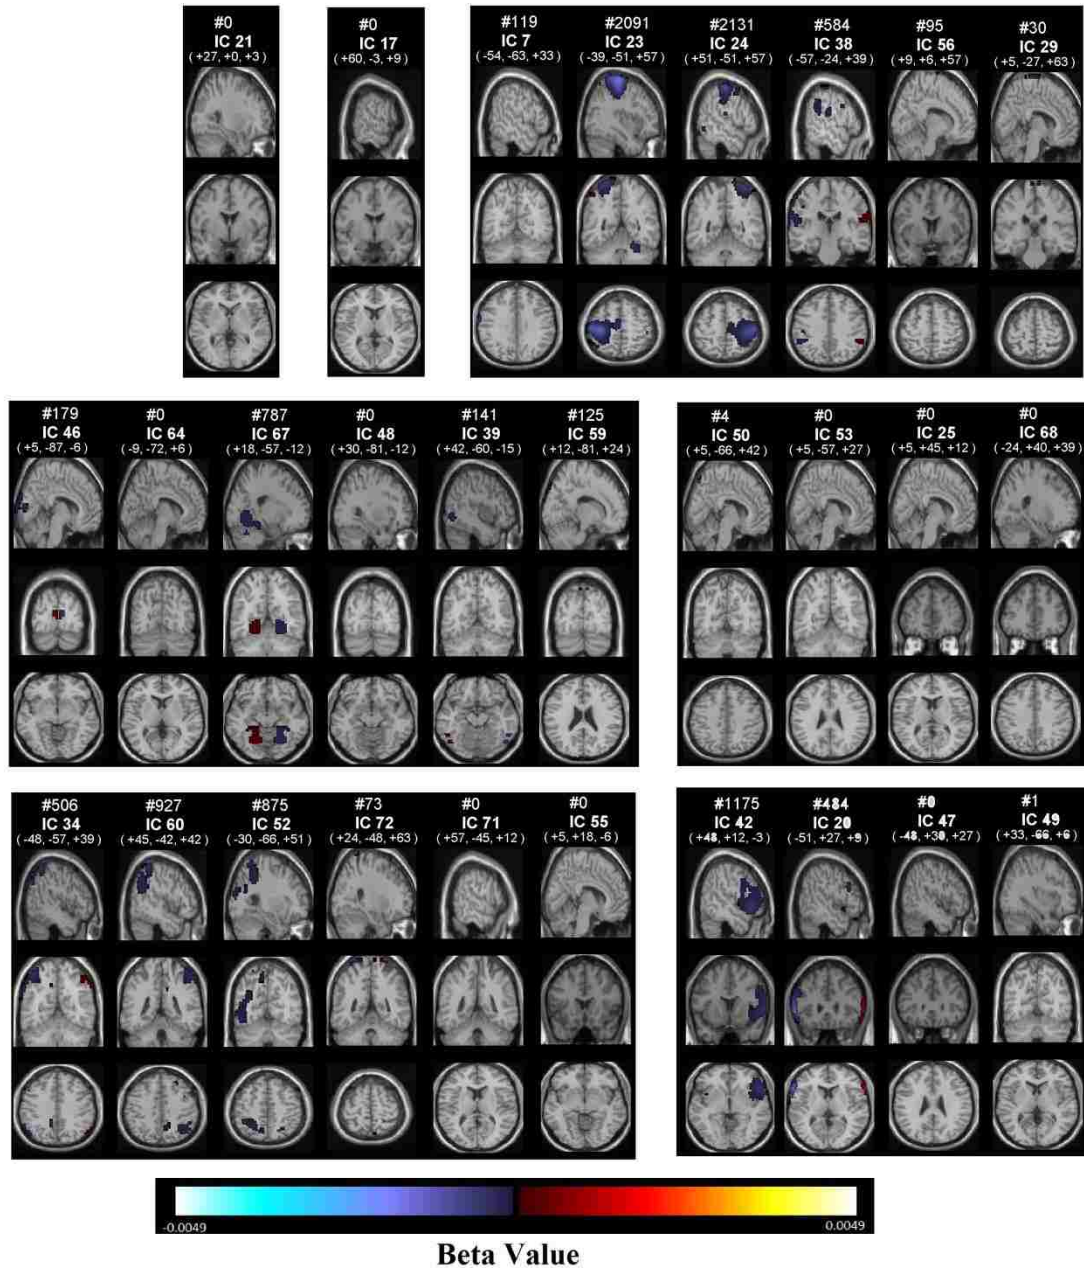 #0 #0 #119 #2091 #2131 #584 #95 #30
IC 21 IC 17 IC 7 IC 23 IC 24 IC 38 IC 56 IC 29
(+27, +0, +3) (+60, -3, +9) (-54, -63, +33) (-39, -51, +57) (+51, -51, +57) (-57, -24, +39) (+9, +6, +57) (+5, -27, +63)
#179 #0 #787 #0 #141 #125 #4 #0 #0 #0
IC 46 IC 64 IC 67 IC 48 IC 39 IC 59 IC 50 IC 53 IC 25 IC 68
(+5, -87, -6) (-9, -72, +6) (+18, -57, -12) (+30, -81, -12) (+42, -60, -15) (+12, -81, +24) (+5, -66, +42) (+5, -57, +27) (+5, +45, +12) (-24, +40, +39)
#506 #927 #875 #73 #0 #0 #1175 #484 #0 #1
IC 34 IC 60 IC 52 IC 72 IC 71 IC 55 IC 42 IC 20 IC 47 IC 49
(-48, -57, +39) (+45, -42, +42) (-30, -66, +51) (+24, -48, +63) (+57, -45, +12) (+5, +18, -6) (+48, +12, -3) (-51, +27, +9) (-48, +30, +27) (+33, -66, +6)
-0.0049 0.0049
Beta Value